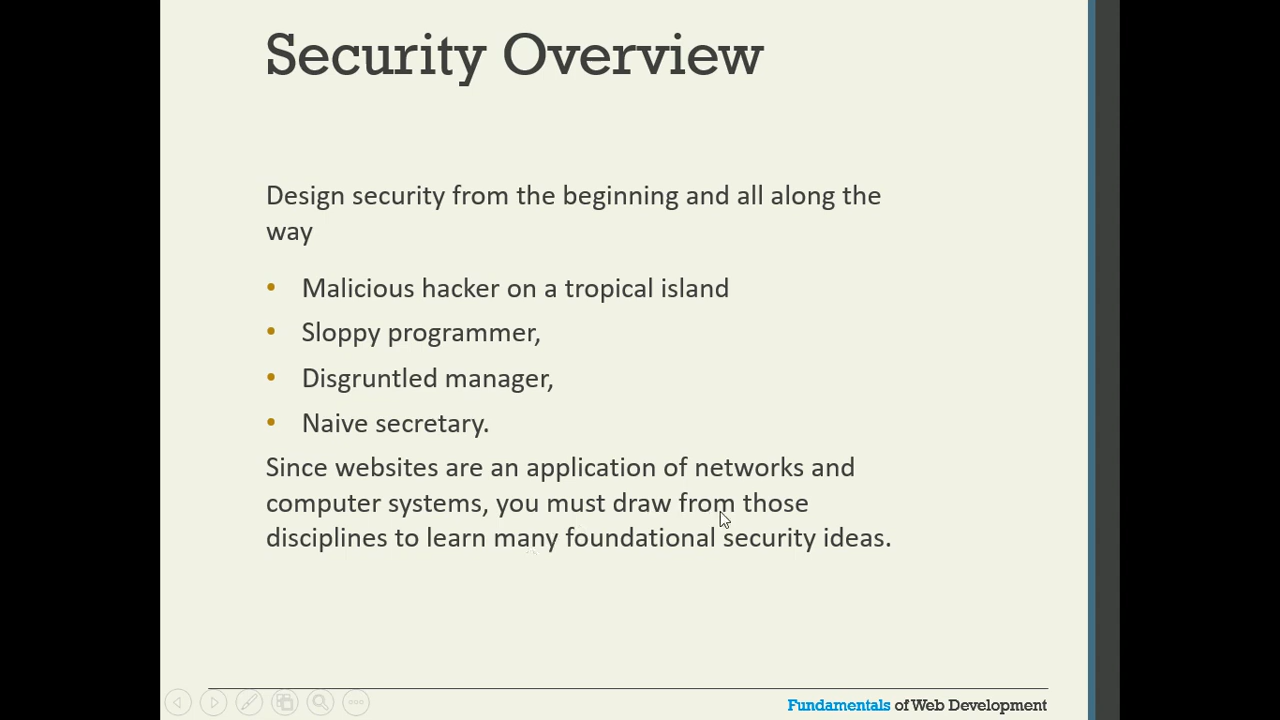 Security Overview
Design security from the beginning and all along the
way
• Malicious hacker on a tropical island
• Sloppy programmer,
• Disgruntled manager,
• Naive secretary.
Since websites are an application of networks and
computer systems, you must draw from those
disciplines to learn many foundational security ideas.
Fundamentals of Web Development